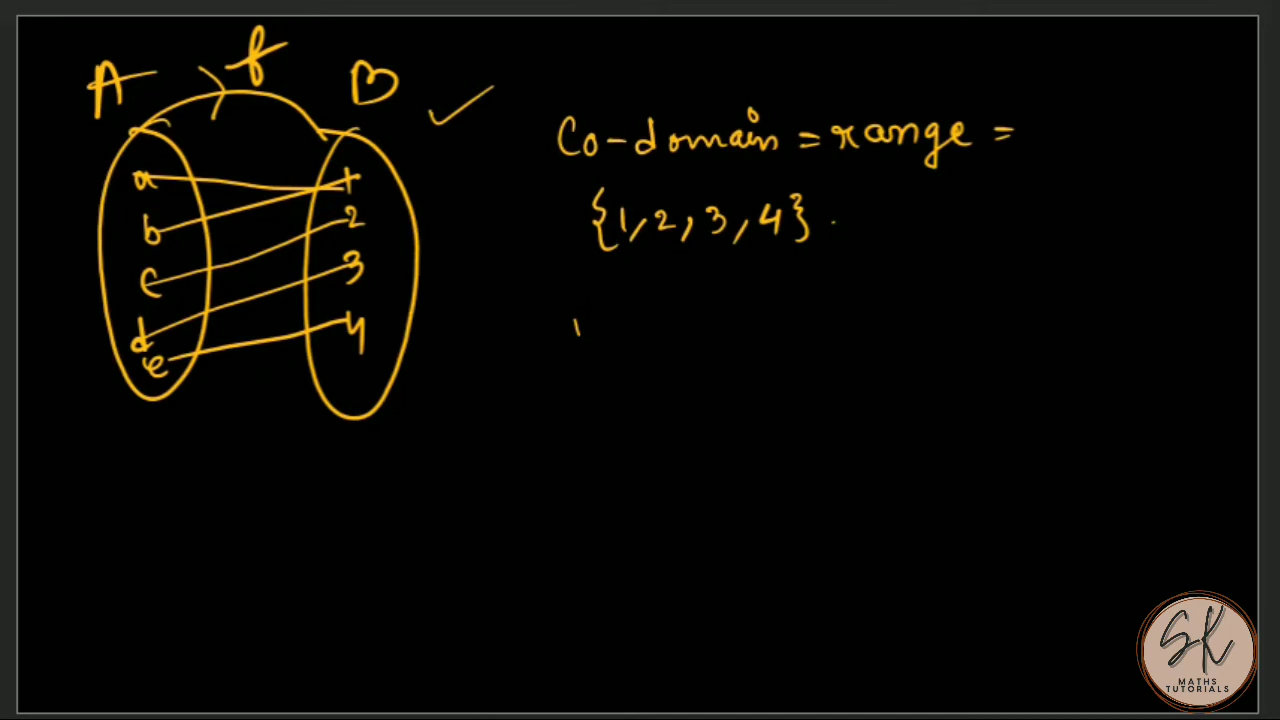 A f B
a 1
b 2
c 3
d 4
e
Co-domain = range =
{1, 2, 3, 4}.
SK
MATHS
TUTORIALS